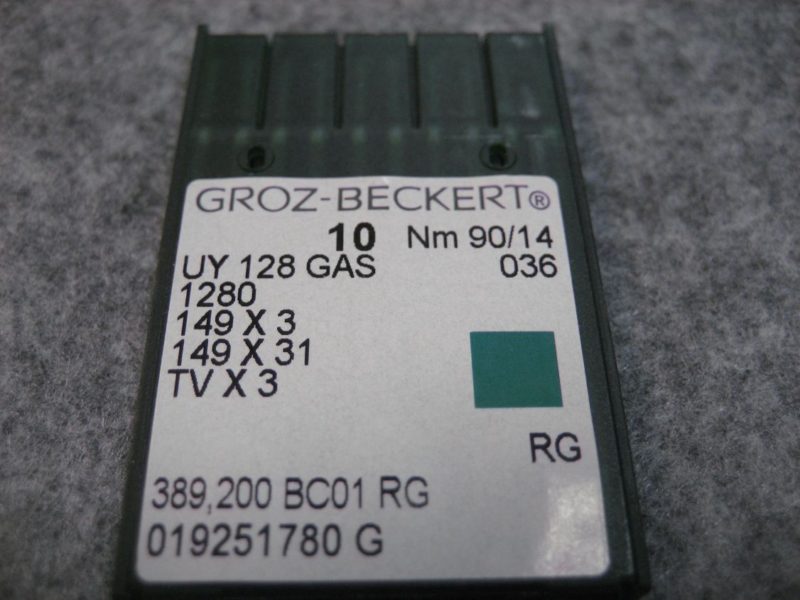 GROZ-BECKERT®
10 Nm 90/14
UY 128 GAS 036
1280
149 X 3
149 X 31
TV X 3
RG
389,200 BC01 RG
019251780 G